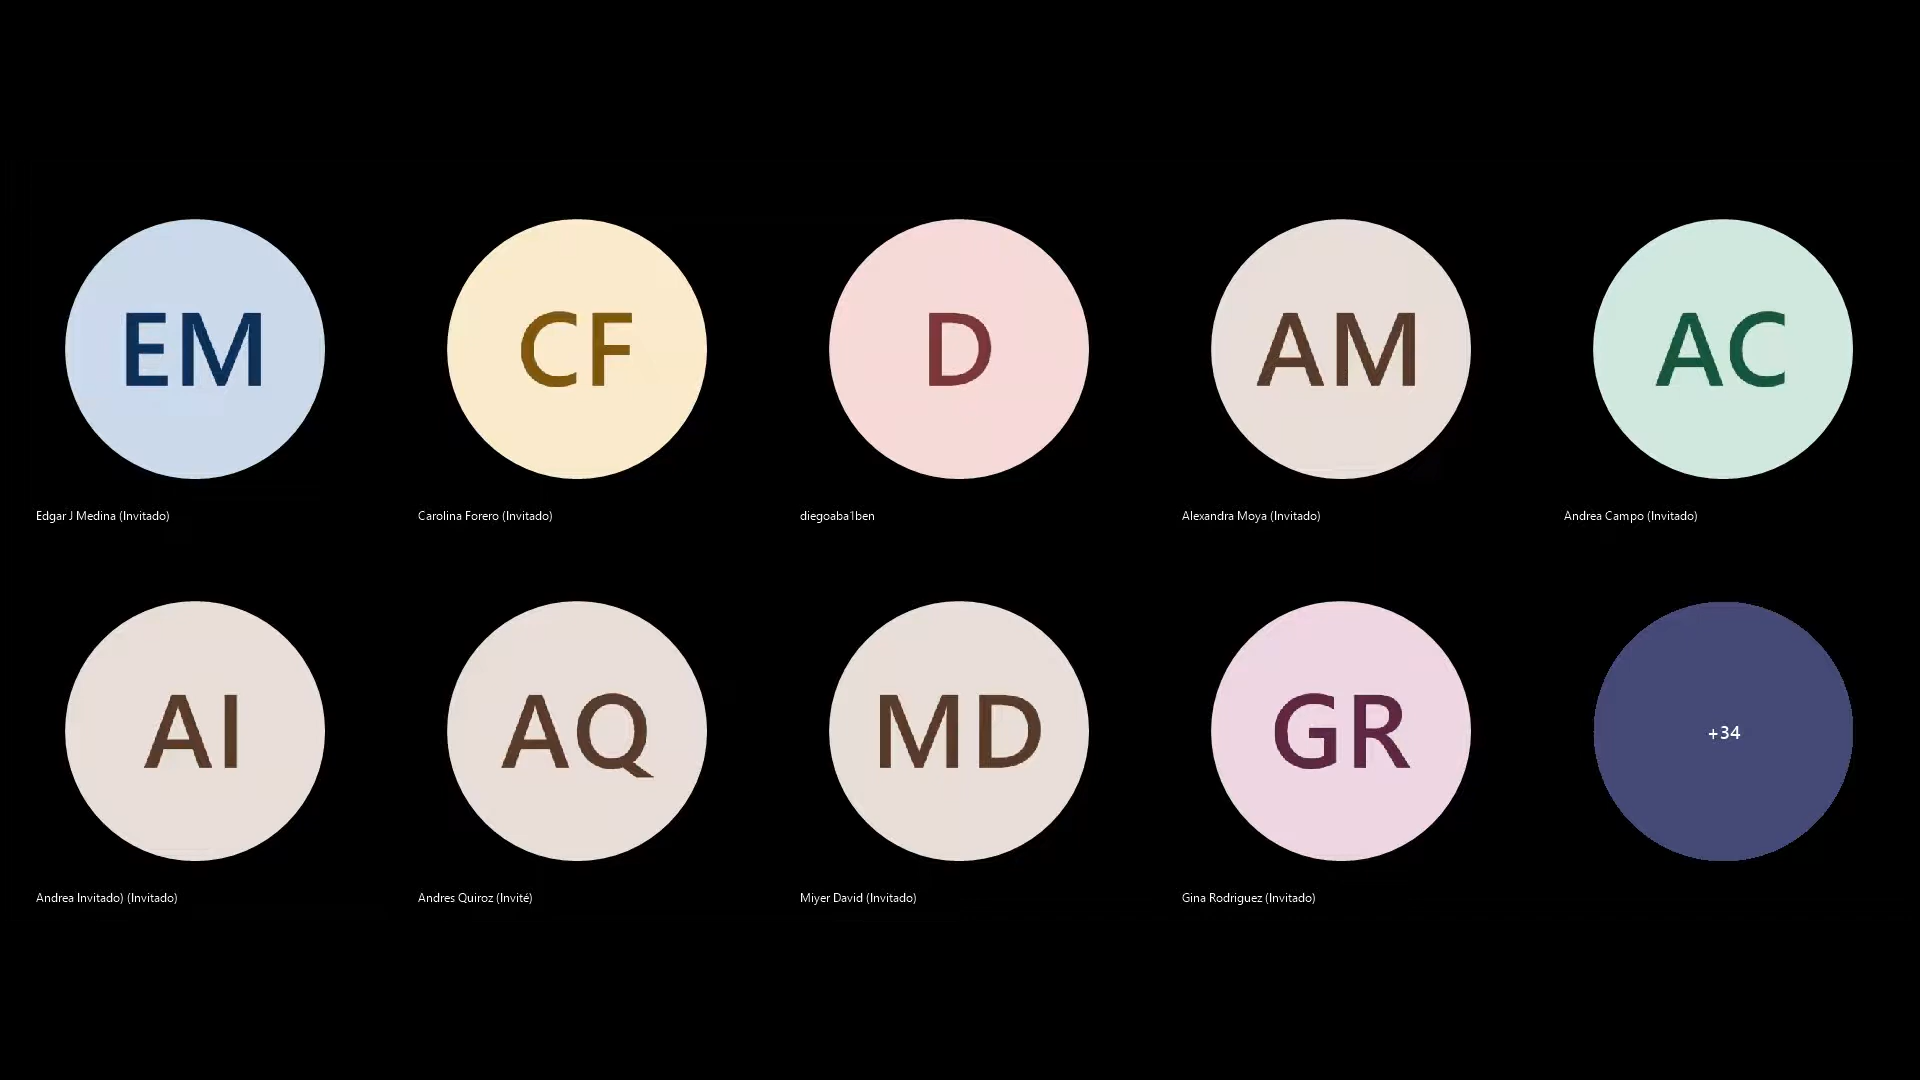 EM
CF
D
AM
AC
Edgar J Medina (Invitado)
Carolina Forero (Invitado)
diegoaba1ben
Alexandra Moya (Invitado)
Andrea Campo (Invitado)
AI
AQ
MD
GR
+34
Andrea Invitado) (Invitado)
Andres Quiroz (Invité)
Miyer David (Invitado)
Gina Rodriguez (Invitado)